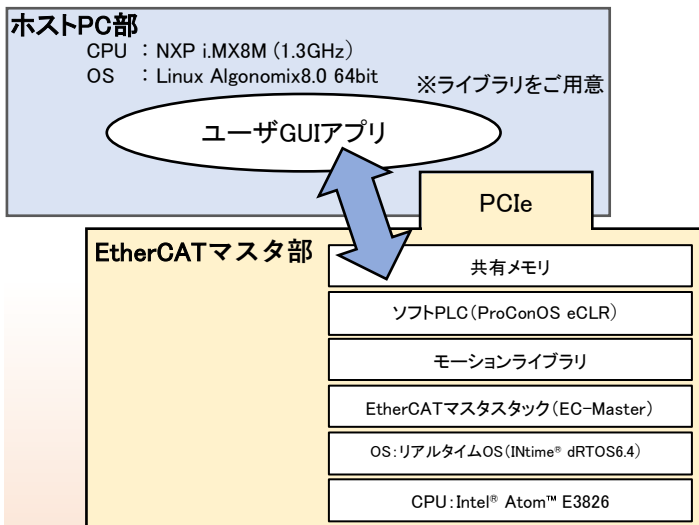 ホストPC部
CPU : NXP i.MX8M (1.3GHz)
OS : Linux Algonomix8.0 64bit
※ライブラリをご用意
ユーザGUIアプリ
PCIe
EtherCATマスタ部
共有メモリ
ソフトPLC(ProConOS eCLR)
モーションライブラリ
EtherCATマスタスタック(EC-Master)
OS:リアルタイムOS(INtime® dRTOS6.4)
CPU:Intel® Atom™ E3826